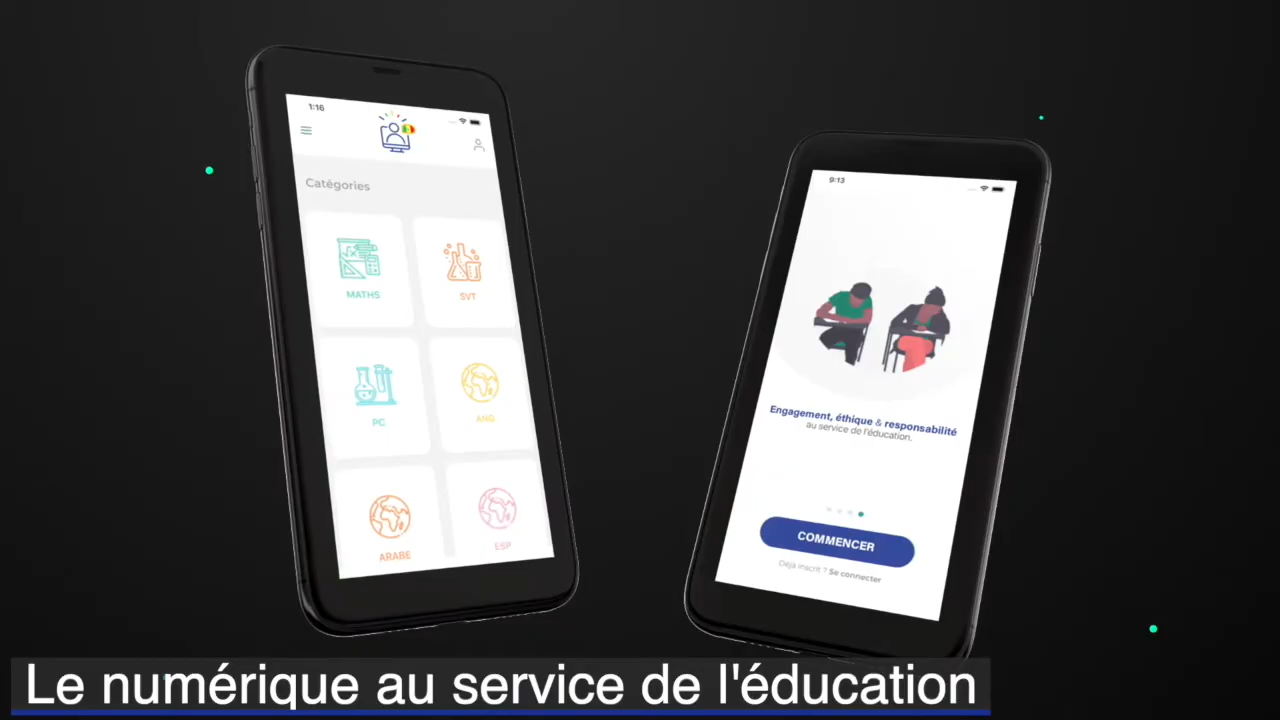 1:16
Catégories
MATHS
SVT
PC
ANG
ARABE
ESP
9:13
Engagement, éthique & responsabilité
au service de l'éducation.
COMMENCER
Déjà inscrit ? Se connecter
Le numérique au service de l'éducation